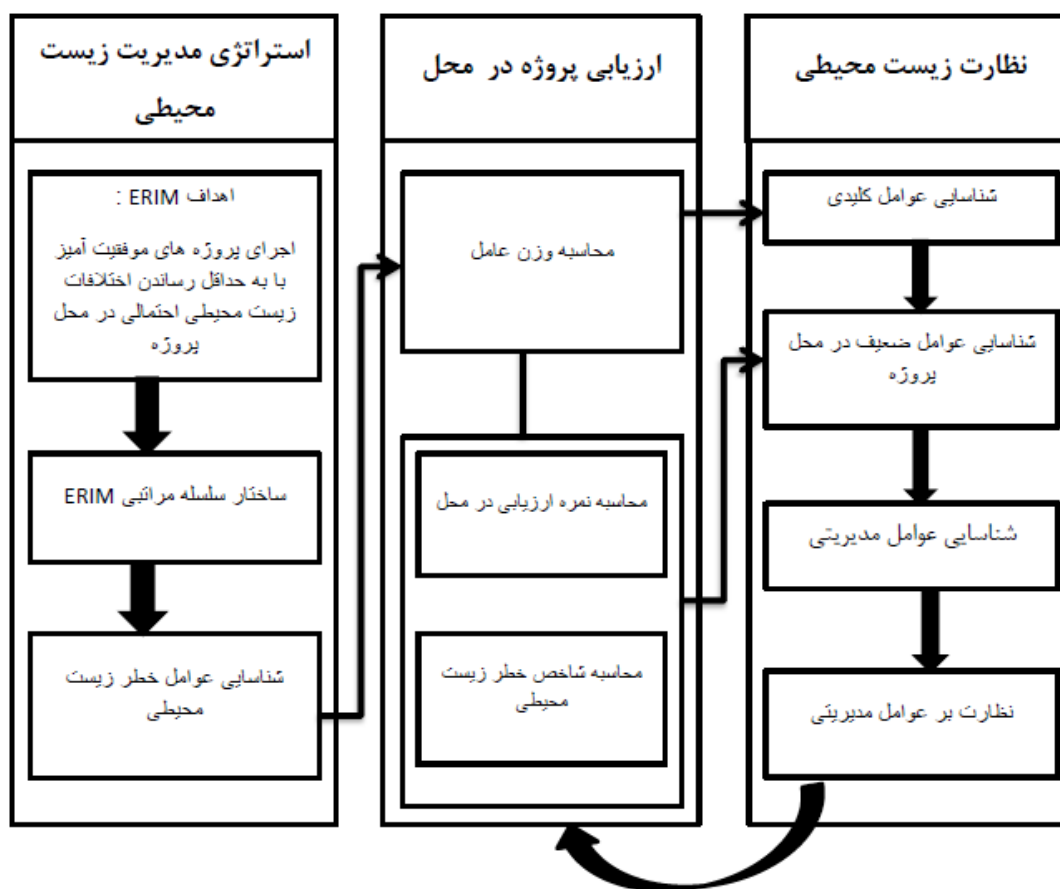 استراتژی مدیریت زیست
محیطی
اهداف ERIM :
اجرای پروژه های موفقیت آمیز
با به حداقل رساندن اختلافات
زیست محیطی احتمالی در محل
پروژه
ساختار سلسله مراتبی ERIM
شناسایی عوامل خطر زیست
محیطی
ارزیابی پروژه در محل
محاسبه وزن عامل
محاسبه نمره ارزیابی در محل
محاسبه شاخص خطر زیست
محیطی
نظارت زیست محیطی
شناسایی عوامل کلیدی
شناسایی عوامل ضعیف در محل
پروژه
شناسایی عوامل مدیریتی
نظارت بر عوامل مدیریتی